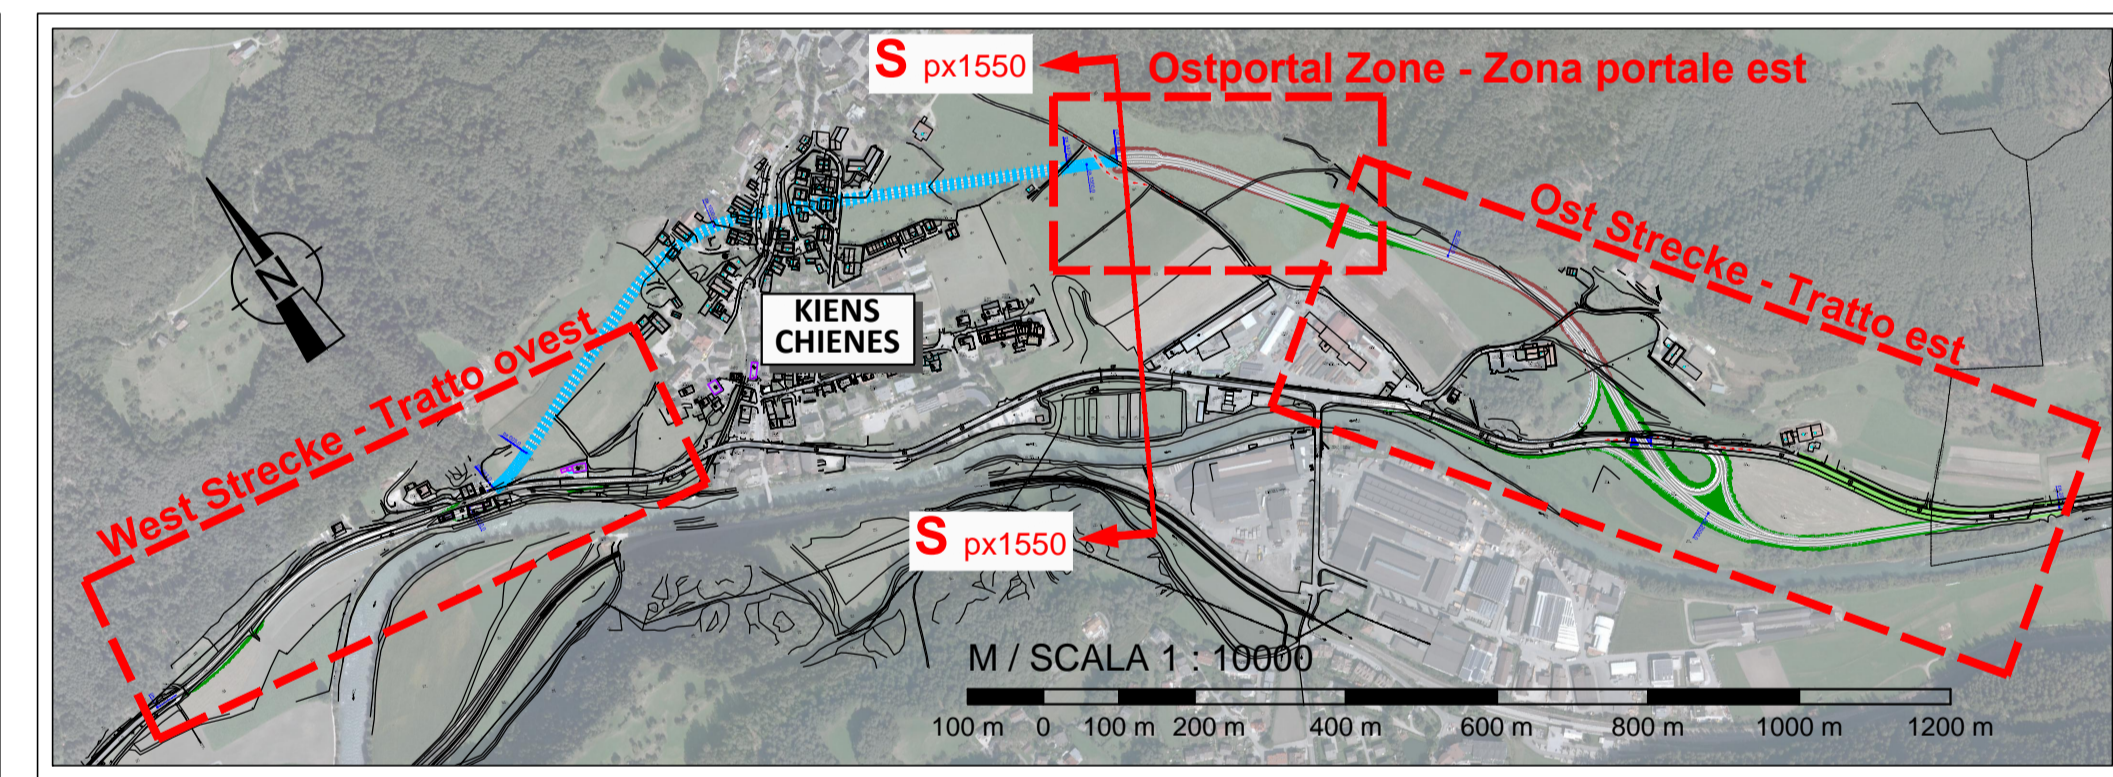 S px1550
Ostportal Zone - Zona portale est
Ost Strecke - Tratto est
N
KIENS
CHIENES
West Strecke - Tratto ovest
S px1550
M / SCALA 1 : 10000
100 m 0 100 m 200 m 400 m 600 m 800 m 1000 m 1200 m